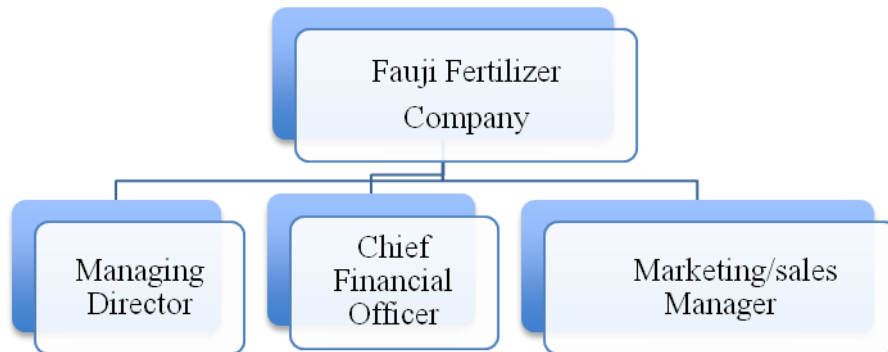 Fauji Fertilizer
Company
Managing
Director
Chief
Financial
Officer
Marketing/sales
Manager